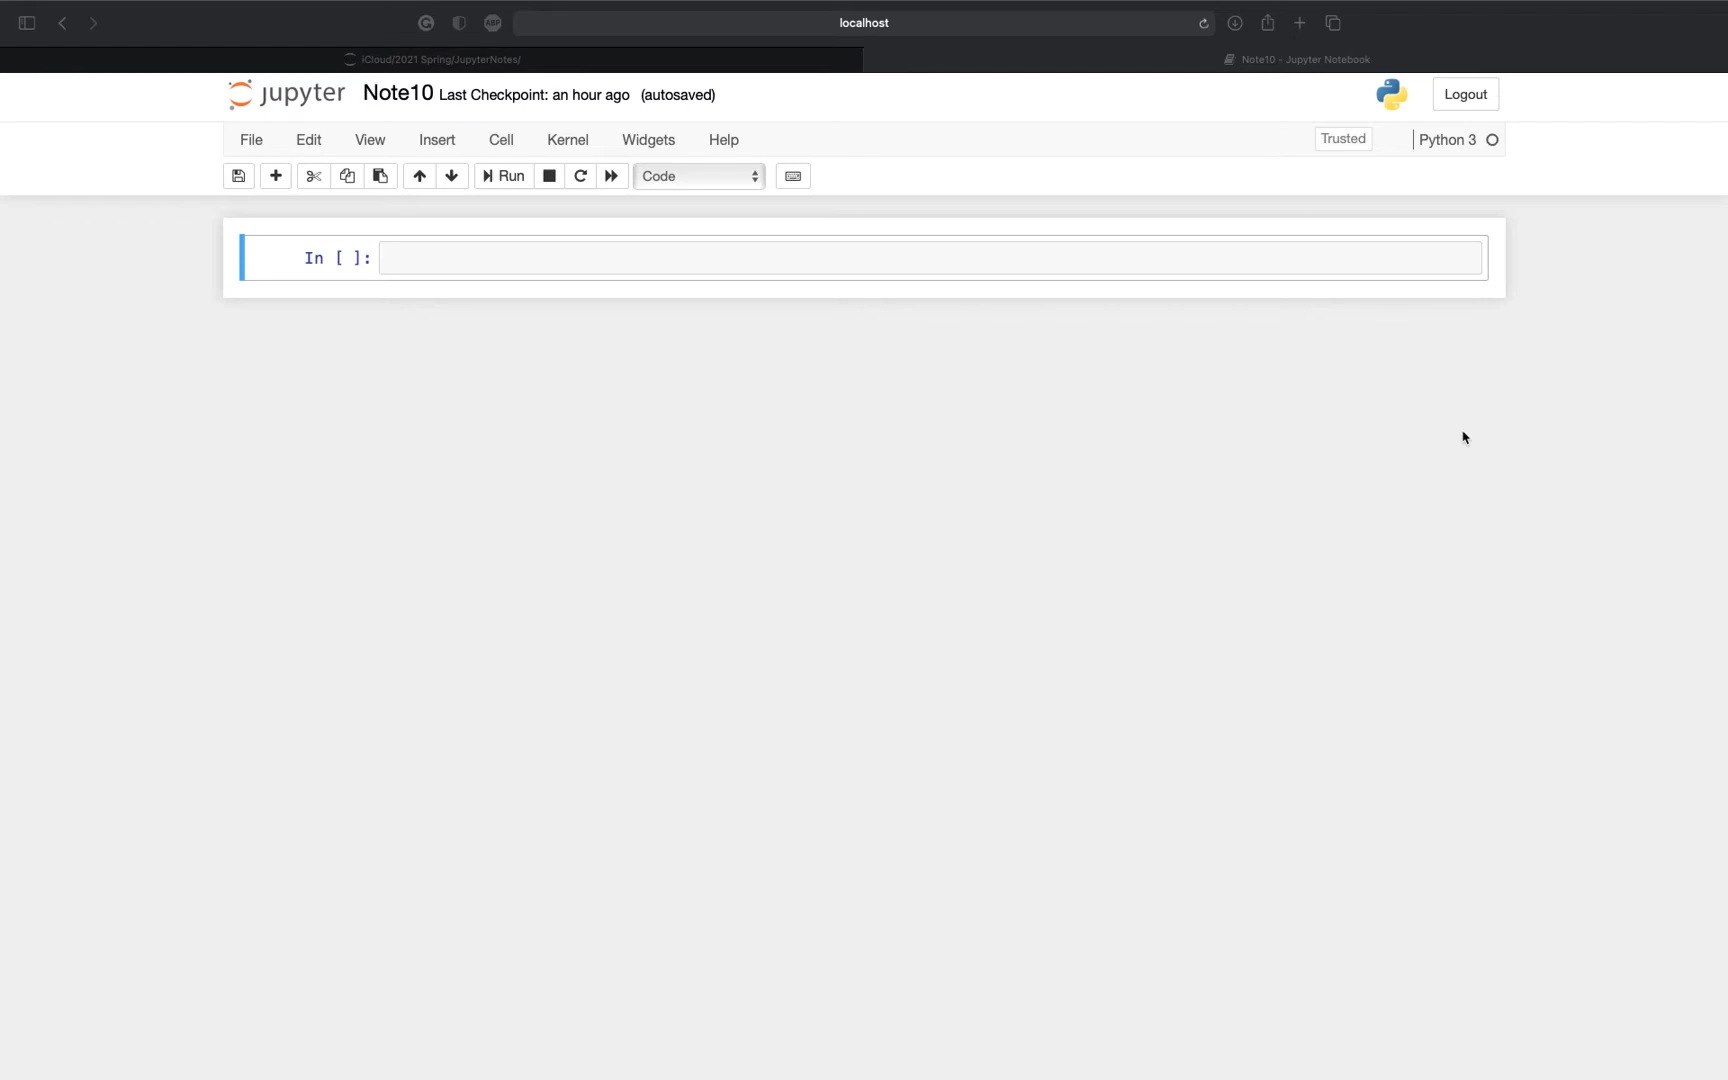 localhost
iCloud/2021 Spring/JupyterNotes/
Note10 - Jupyter Notebook
jupyter Note10 Last Checkpoint: an hour ago (autosaved)
Logout
File Edit View Insert Cell Kernel Widgets Help
Trusted
Python 3
Run
Code
In [ ]:
ABP